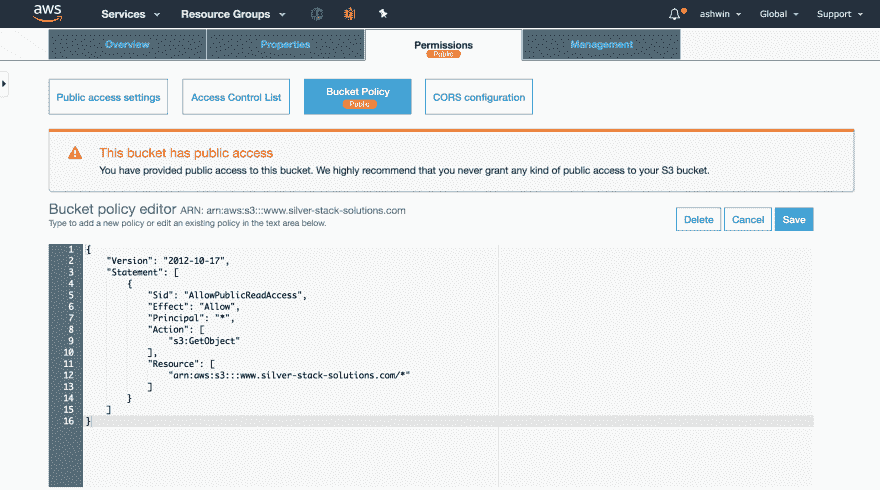 aws Services Resource Groups ashwin Global Support
Overview Properties Permissions Management
Public
Public access settings Access Control List Bucket Policy CORS configuration
Public
This bucket has public access
You have provided public access to this bucket. We highly recommend that you never grant any kind of public access to your S3 bucket.
Bucket policy editor ARN: arn:aws:s3:::www.silver-stack-solutions.com
Type to add a new policy or edit an existing policy in the text area below.
Delete Cancel Save
1 {
2 "Version": "2012-10-17",
3 "Statement": [
4 {
5 "Sid": "AllowPublicReadAccess",
6 "Effect": "Allow",
7 "Principal": "*",
8 "Action": [
9 "s3:GetObject"
10 ],
11 "Resource": [
12 "arn:aws:s3:::www.silver-stack-solutions.com/*"
13 ]
14 }
15 ]
16 }